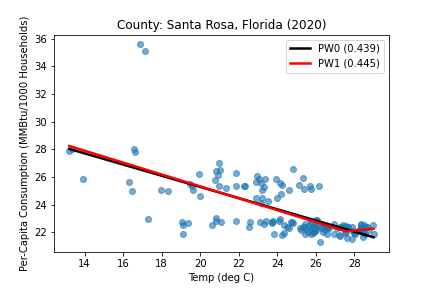 County: Santa Rosa, Florida (2020)
PW0 (0.439)
PW1 (0.445)
Per-Capita Consumption (MMBtu/1000 Households)
36
34
32
30
28
26
24
22
14 16 18 20 22 24 26 28
Temp (deg C)